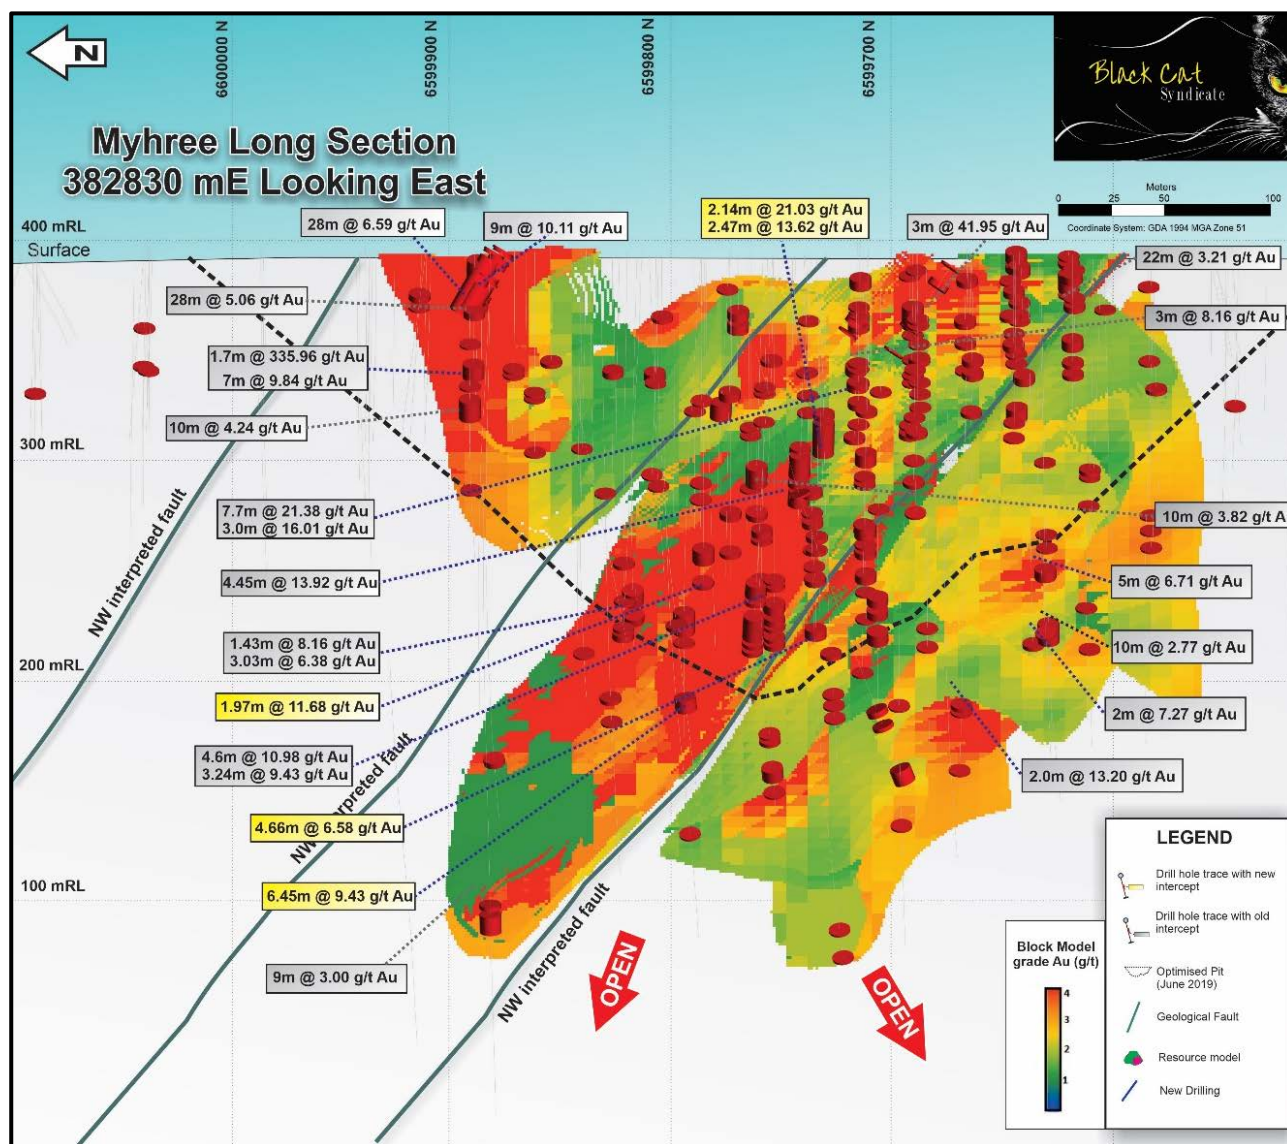 N
6600000 N
6599900 N
6599800 N
6599700 N
Black Cat
Syndicate
Myhree Long Section
382830 mE Looking East
Meters
0 25 50 100
Coordinate System: GDA 1994 MGA Zone 51
400 mRL
Surface
28m @ 6.59 g/t Au
9m @ 10.11 g/t Au
2.14m @ 21.03 g/t Au
2.47m @ 13.62 g/t Au
3m @ 41.95 g/t Au
22m @ 3.21 g/t Au
28m @ 5.06 g/t Au
3m @ 8.16 g/t Au
1.7m @ 335.96 g/t Au
7m @ 9.84 g/t Au
10m @ 4.24 g/t Au
300 mRL
7.7m @ 21.38 g/t Au
3.0m @ 16.01 g/t Au
10m @ 3.82 g/t A
4.45m @ 13.92 g/t Au
5m @ 6.71 g/t Au
NW interpreted fault
1.43m @ 8.16 g/t Au
3.03m @ 6.38 g/t Au
10m @ 2.77 g/t Au
200 mRL
1.97m @ 11.68 g/t Au
2m @ 7.27 g/t Au
4.6m @ 10.98 g/t Au
3.24m @ 9.43 g/t Au
2.0m @ 13.20 g/t Au
NW interpreted fault
4.66m @ 6.58 g/t Au
100 mRL
6.45m @ 9.43 g/t Au
NW interpreted fault
9m @ 3.00 g/t Au
OPEN
OPEN
Block Model
grade Au (g/t)
4
3
2
1
LEGEND
Drill hole trace with new
intercept
Drill hole trace with old
intercept
Optimised Pit
(June 2019)
Geological Fault
Resource model
New Drilling